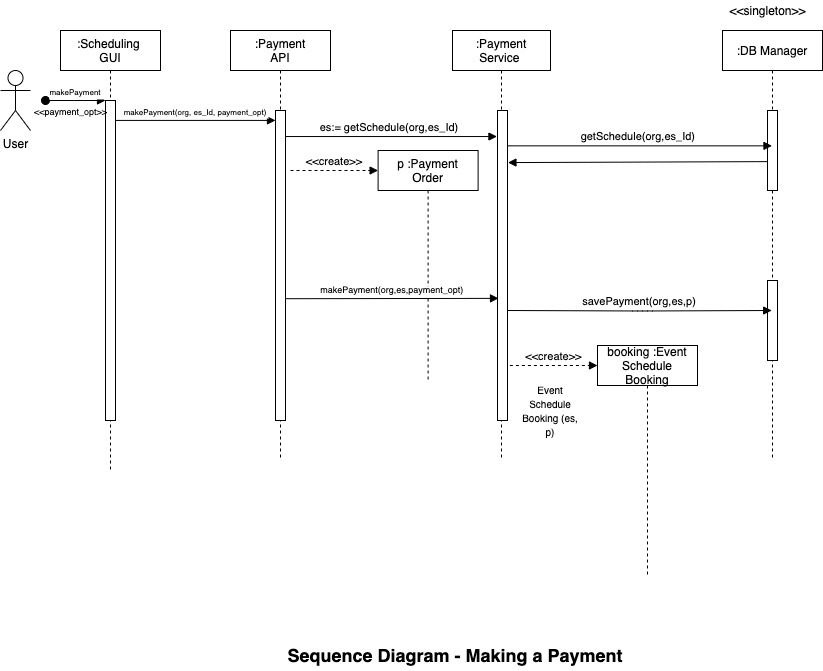 <<singleton>>
:Scheduling
GUI
:Payment
API
:Payment
Service
:DB Manager
makePayment
<<payment_opt>>
User
makePayment(org, es_Id, payment_opt)
es:= getSchedule(org,es_Id)
getSchedule(org,es_Id)
<<create>>
p :Payment
Order
makePayment(org,es,payment_opt)
savePayment(org,es,p)
<<create>>
booking :Event
Schedule
Booking
Event
Schedule
Booking (es,
p)
Sequence Diagram - Making a Payment